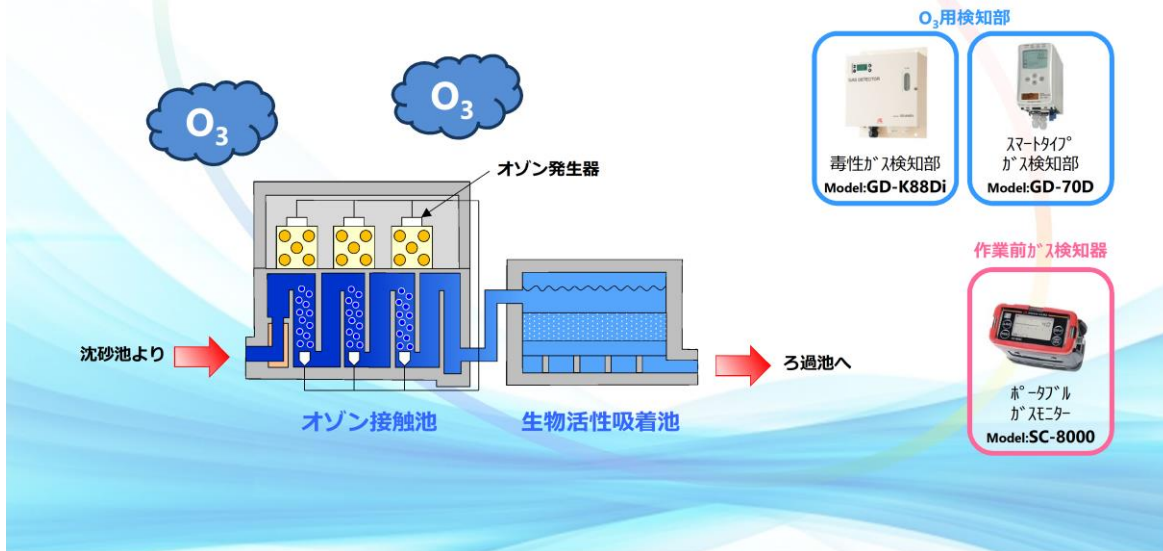 O₃用検知部
O₃
O₃
オゾン発生器
GAS DETECTOR
毒性ｶﾞｽ検知部
Model:GD-K88Di
ｽﾏｰﾄﾀｲﾌﾟ
ｶﾞｽ検知部
Model:GD-70D
作業前ｶﾞｽ検知器
沈砂池より
ろ過池へ
オゾン接触池
生物活性吸着池
ﾎﾟｰﾀﾌﾞﾙ
ｶﾞｽﾓﾆﾀｰ
Model:SC-8000